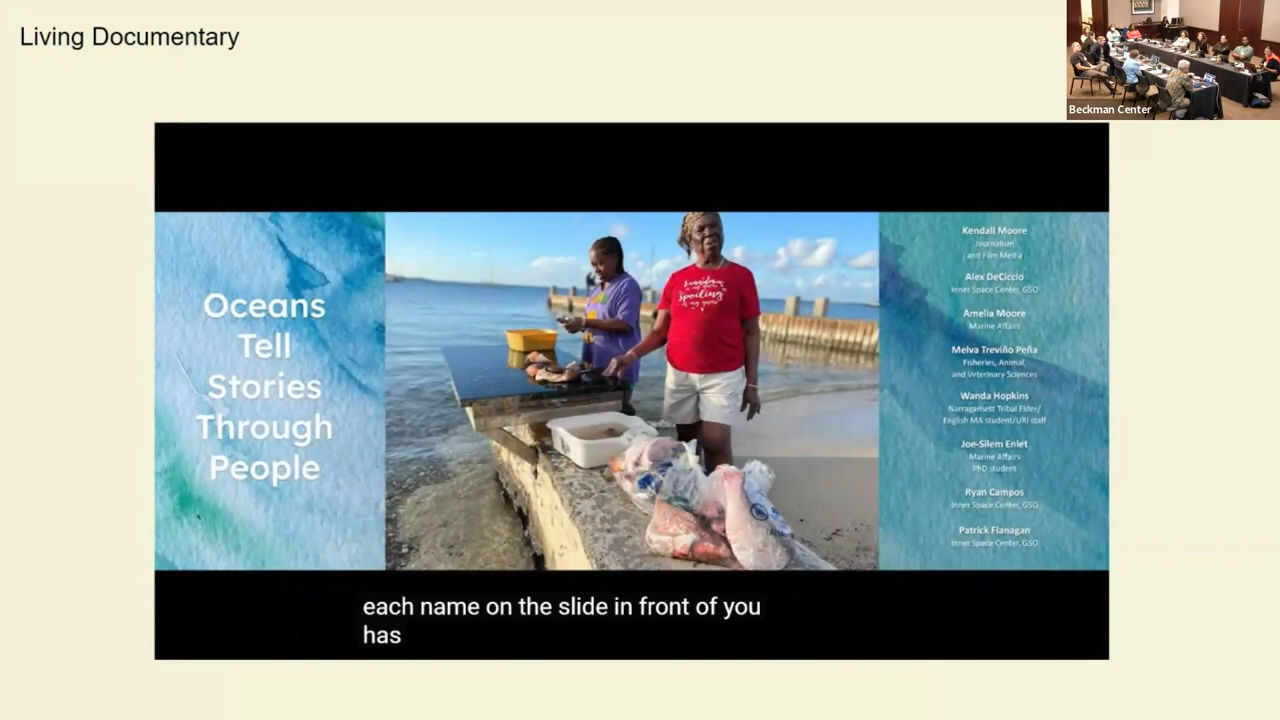 Living Documentary
Beckman Center
Oceans
Tell
Stories
Through
People
Kendall Moore
Journalism
and Film Media
Alex DeCiccio
Inner Space Center, GSO
Amelia Moore
Marine Affairs
Melva Treviño Peña
Fisheries, Animal,
and Veterinary Sciences
Wanda Hopkins
Narragansett Tribal Elder/
English MA student/URI staff
Joe-Silem Enlet
Marine Affairs
PhD student
Ryan Campos
Inner Space Center, GSO
Patrick Flanagan
Inner Space Center, GSO
spoiling
each name on the slide in front of you
has